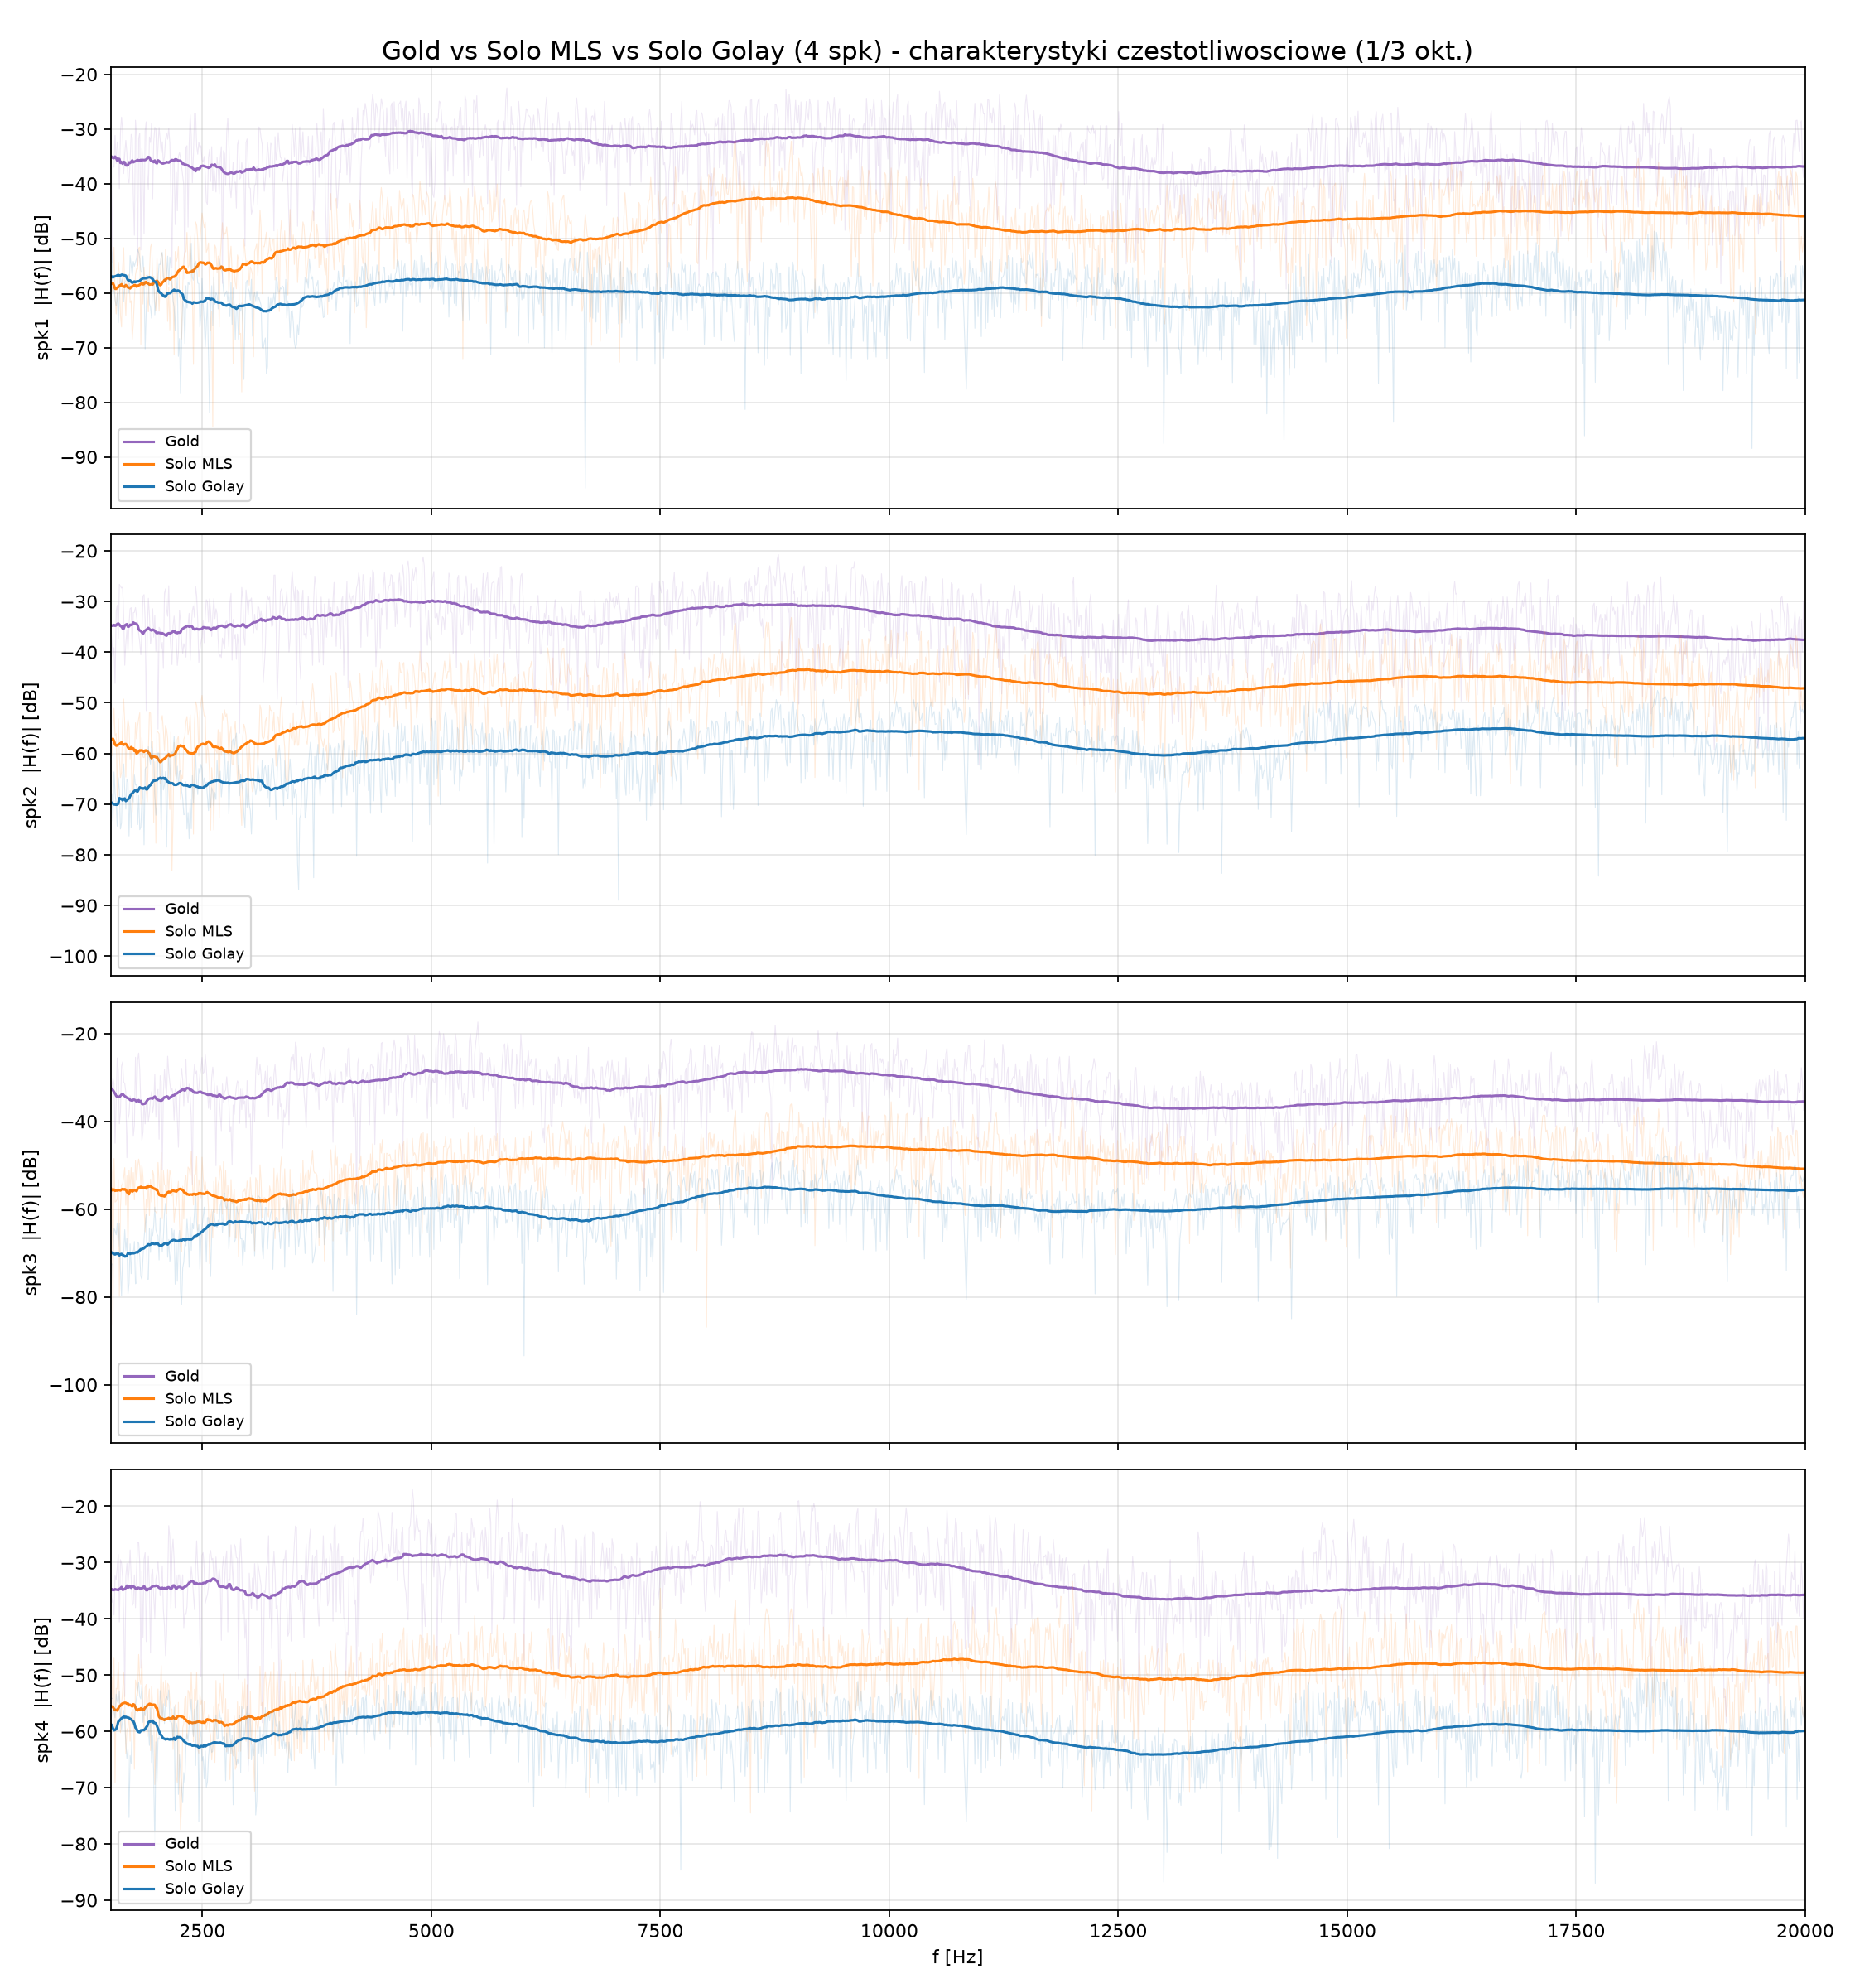 Gold vs Solo MLS vs Solo Golay (4 spk) - charakterystyki czestotliwosciowe (1/3 okt.)
−20
−30
−40
−50
−60
−70
−80
−90
spk1 |H(f)| [dB]
Gold
Solo MLS
Solo Golay
−20
−30
−40
−50
−60
−70
−80
−90
−100
spk2 |H(f)| [dB]
Gold
Solo MLS
Solo Golay
−20
−40
−60
−80
−100
spk3 |H(f)| [dB]
Gold
Solo MLS
Solo Golay
−20
−30
−40
−50
−60
−70
−80
−90
spk4 |H(f)| [dB]
Gold
Solo MLS
Solo Golay
2500 5000 7500 10000 12500 15000 17500 20000
f [Hz]